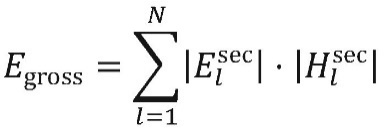 E_gross = \sum_{l=1}^{N} |E_l^{sec}| \cdot |H_l^{sec}|